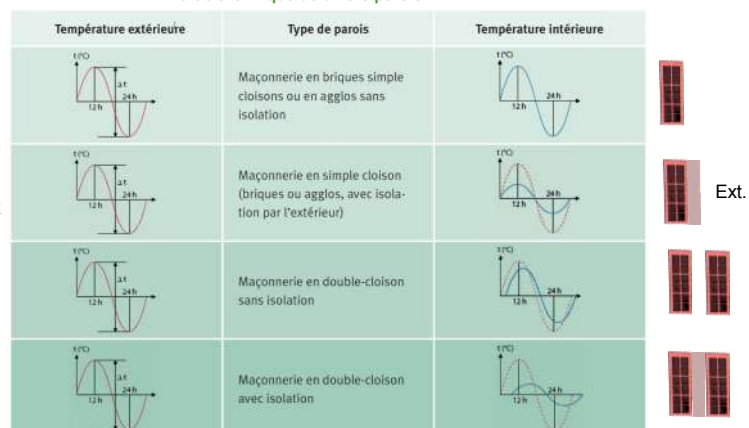 Température extérieure
Type de parois
Température intérieure
t (°C)
Δt
24 h
12 h
Maçonnerie en briques simple
cloisons ou en agglos sans
isolation
t (°C)
24 h
12 h
t (°C)
Δt
24 h
12 h
Maçonnerie en simple cloison
(briques ou agglos, avec isola-
tion par l'extérieur)
t (°C)
24 h
12 h
Ext.
t (°C)
Δt
24 h
12 h
Maçonnerie en double-cloison
sans isolation
t (°C)
24 h
12 h
t (°C)
Δt
24 h
12 h
Maçonnerie en double-cloison
avec isolation
t (°C)
24 h
12 h